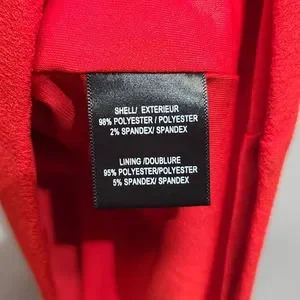 SHELL/ EXTERIEUR
98% POLYESTER / POLYESTER
2% SPANDEX/ SPANDEX
LINING /DOUBLURE
95% POLYESTER/POLYESTER
5% SPANDEX/ SPANDEX